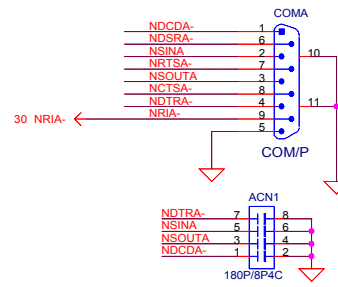 COMA
NDCDA- 1
NDSRA- 6
NSINA 2 10
NRTSA- 7
NSOUTA 3
NCTSA- 8
NDTRA- 4 11
30 NRIA- NRIA- 9
5
COM/P
ACN1
NDTRA- 7 8
NSINA 5 6
NSOUTA 3 4
NDCDA- 1 2
180P/8P4C